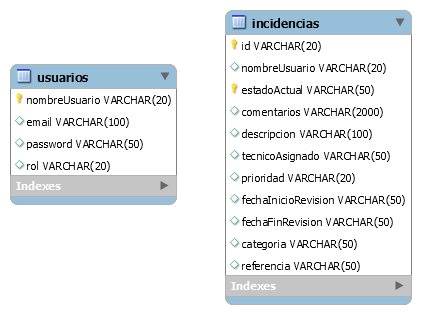 usuarios
nombreUsuario VARCHAR(20)
email VARCHAR(100)
password VARCHAR(50)
rol VARCHAR(20)
Indexes
incidencias
id VARCHAR(20)
nombreUsuario VARCHAR(20)
estadoActual VARCHAR(50)
comentarios VARCHAR(2000)
descripcion VARCHAR(100)
tecnicoAsignado VARCHAR(50)
prioridad VARCHAR(20)
fechaInicioRevision VARCHAR(50)
fechaFinRevision VARCHAR(50)
categoria VARCHAR(50)
referencia VARCHAR(50)
Indexes